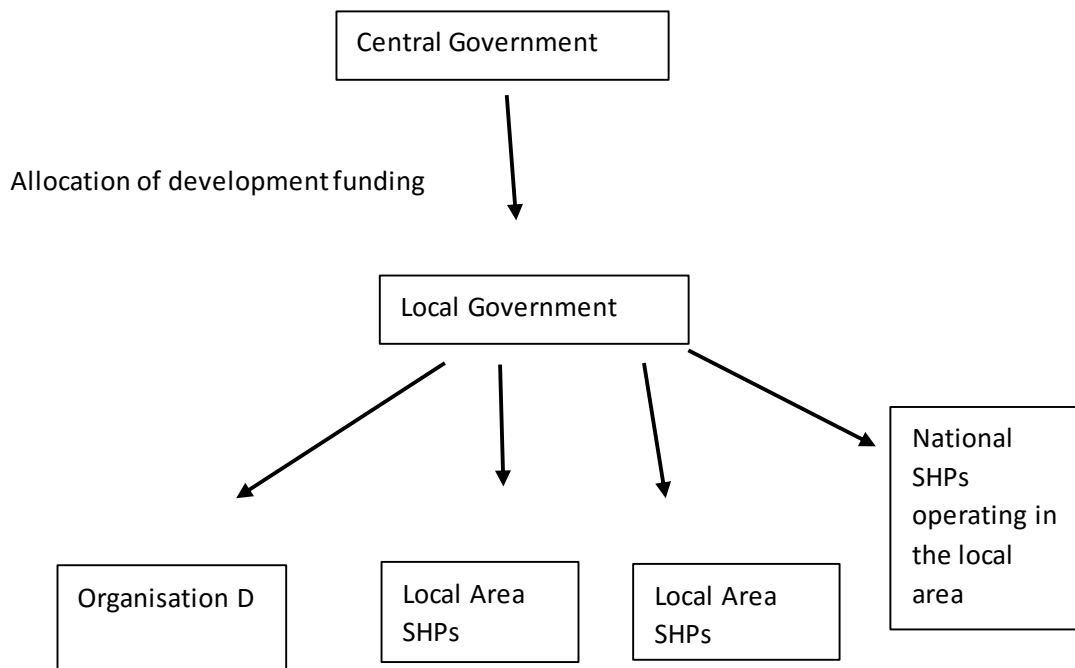 Central Government
Allocation of development funding
Local Government
National
SHPs
operating in
the local
area
Organisation D
Local Area
SHPs
Local Area
SHPs